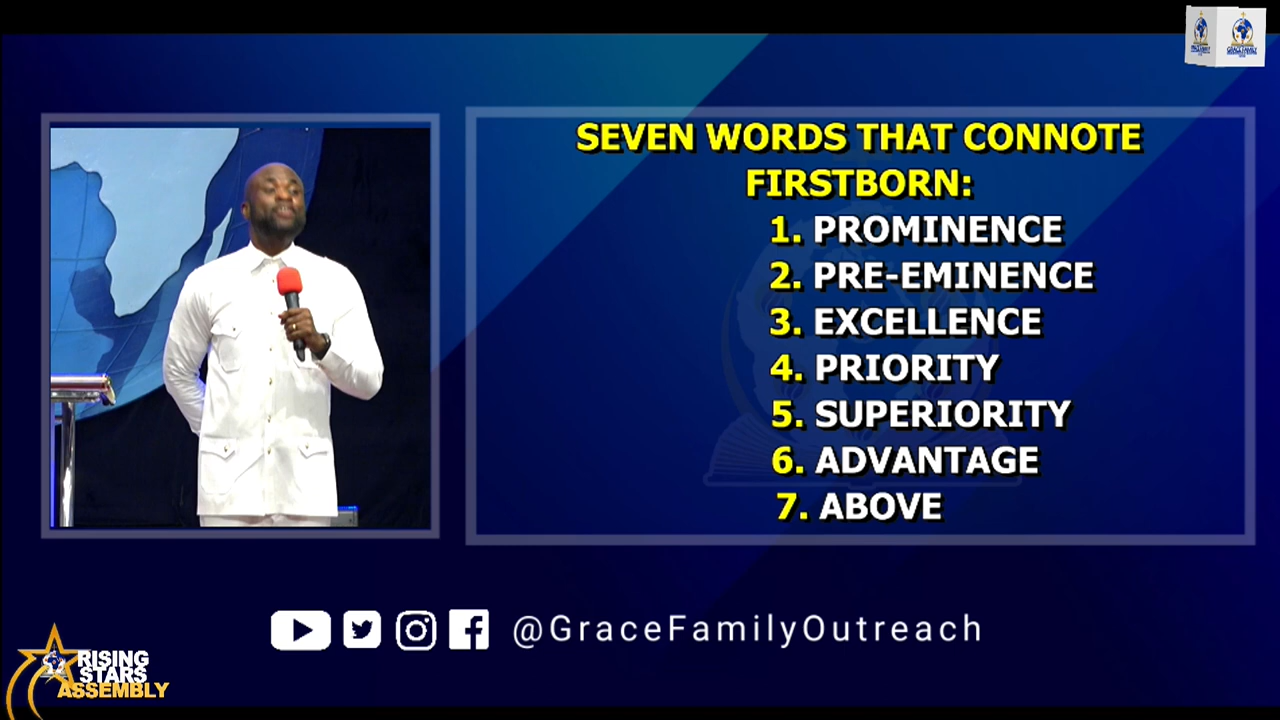 SEVEN WORDS THAT CONNOTE
FIRSTBORN:
1. PROMINENCE
2. PRE-EMINENCE
3. EXCELLENCE
4. PRIORITY
5. SUPERIORITY
6. ADVANTAGE
7. ABOVE
@GraceFamilyOutreach
RISING
STARS
ASSEMBLY